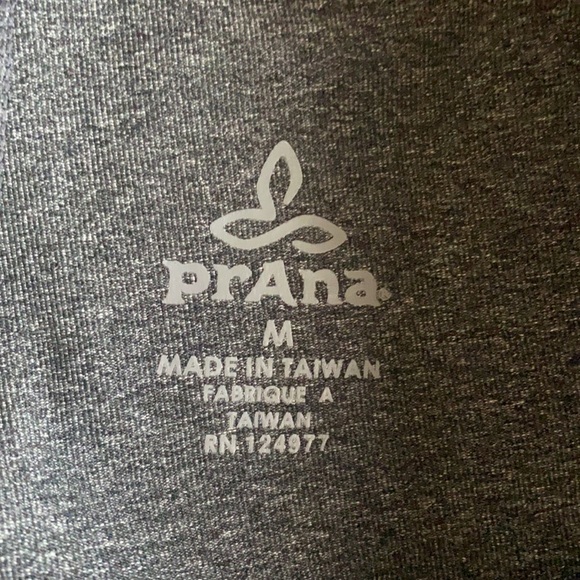 prAna
M
MADE IN TAIWAN
FABRIQUE A
TAIWAN
RN 124977